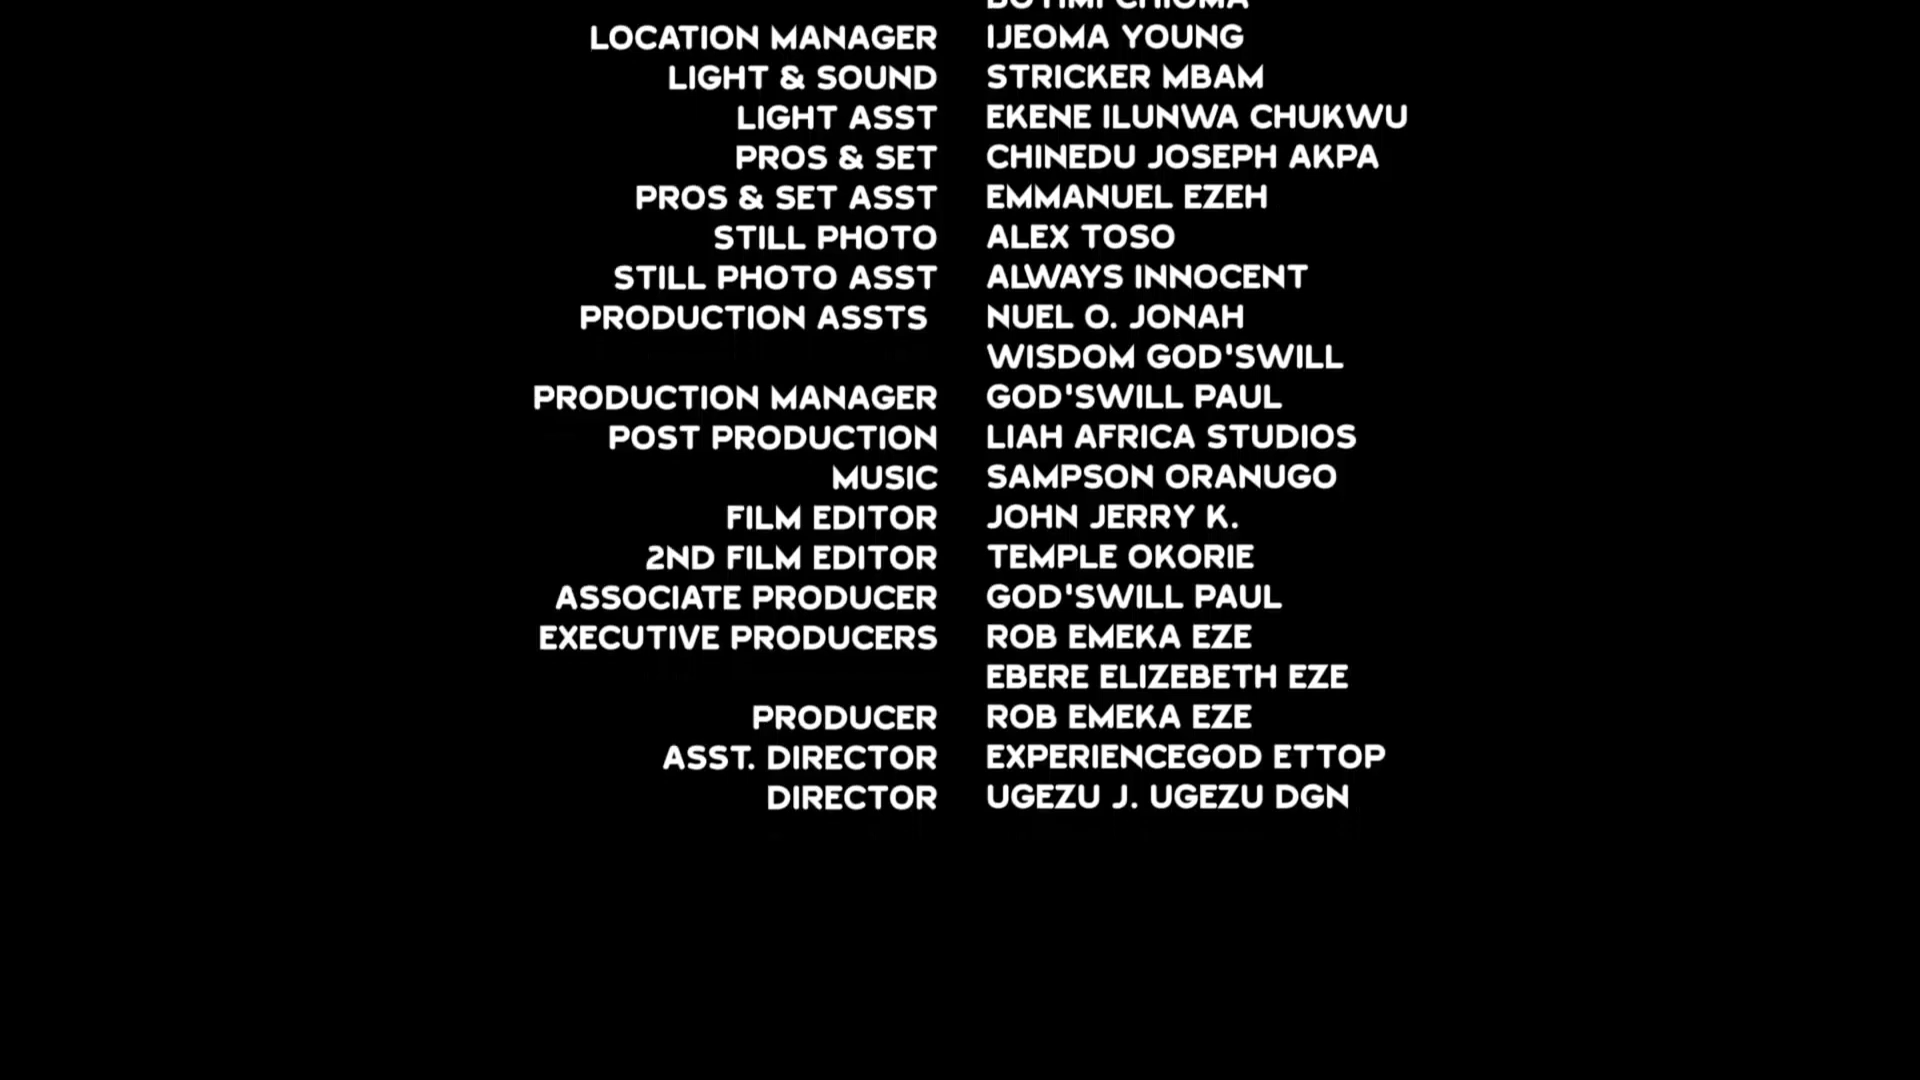 LOCATION MANAGER IJEOMA YOUNG
LIGHT & SOUND STRICKER MBAM
LIGHT ASST EKENE ILUNWA CHUKWU
PROS & SET CHINEDU JOSEPH AKPA
PROS & SET ASST EMMANUEL EZEH
STILL PHOTO ALEX TOSO
STILL PHOTO ASST ALWAYS INNOCENT
PRODUCTION ASSTS NUEL O. JONAH
WISDOM GOD'SWILL
PRODUCTION MANAGER GOD'SWILL PAUL
POST PRODUCTION LIAH AFRICA STUDIOS
MUSIC SAMPSON ORANUGO
FILM EDITOR JOHN JERRY K.
2ND FILM EDITOR TEMPLE OKORIE
ASSOCIATE PRODUCER GOD'SWILL PAUL
EXECUTIVE PRODUCERS ROB EMEKA EZE
EBERE ELIZEBETH EZE
PRODUCER ROB EMEKA EZE
ASST. DIRECTOR EXPERIENCEGOD ETTOP
DIRECTOR UGEZU J. UGEZU DGN